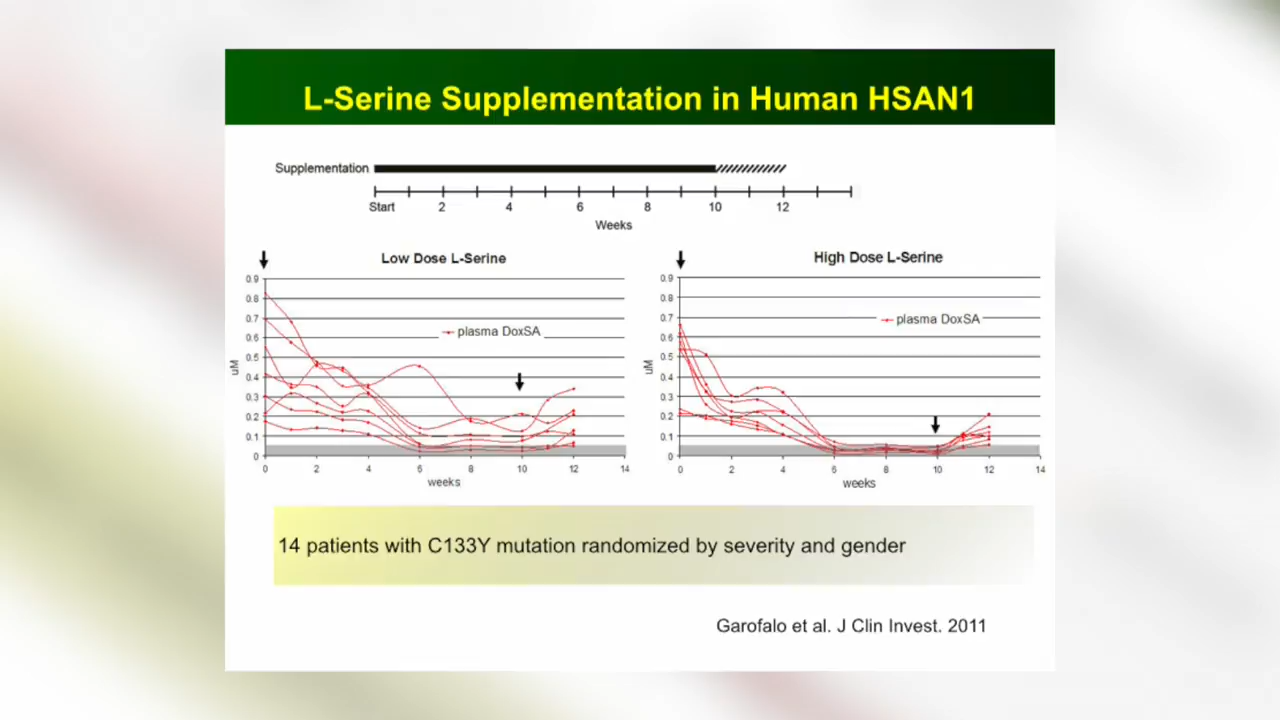 L-Serine Supplementation in Human HSAN1
Supplementation
Start 2 4 6 8 10 12
Weeks
Low Dose L-Serine
0.9
0.8
0.7
0.6
0.5
0.4
0.3
0.2
0.1
0
uM
plasma DoxSA
0 2 4 6 8 10 12 14
weeks
High Dose L-Serine
0.9
0.8
0.7
0.6
0.5
0.4
0.3
0.2
0.1
0
uM
plasma DoxSA
0 2 4 6 8 10 12 14
weeks
14 patients with C133Y mutation randomized by severity and gender
Garofalo et al. J Clin Invest. 2011